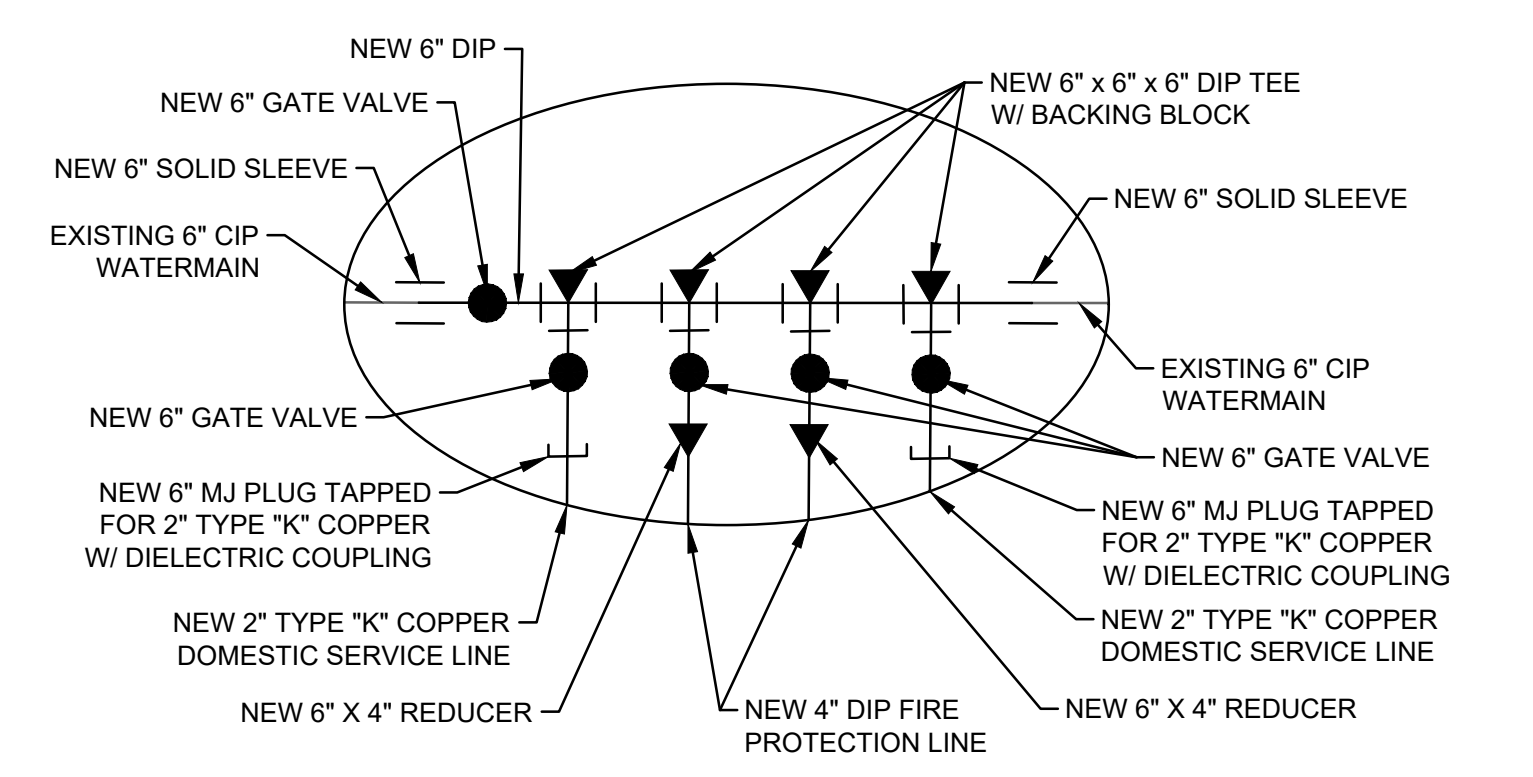 NEW 6" DIP
NEW 6" GATE VALVE
NEW 6" SOLID SLEEVE
EXISTING 6" CIP
WATERMAIN
NEW 6" x 6" x 6" DIP TEE
W/ BACKING BLOCK
NEW 6" SOLID SLEEVE
EXISTING 6" CIP
WATERMAIN
NEW 6" GATE VALVE
NEW 6" GATE VALVE
NEW 6" MJ PLUG TAPPED
FOR 2" TYPE "K" COPPER
W/ DIELECTRIC COUPLING
NEW 6" MJ PLUG TAPPED
FOR 2" TYPE "K" COPPER
W/ DIELECTRIC COUPLING
NEW 2" TYPE "K" COPPER
DOMESTIC SERVICE LINE
NEW 2" TYPE "K" COPPER
DOMESTIC SERVICE LINE
NEW 6" X 4" REDUCER
NEW 4" DIP FIRE
PROTECTION LINE
NEW 6" X 4" REDUCER